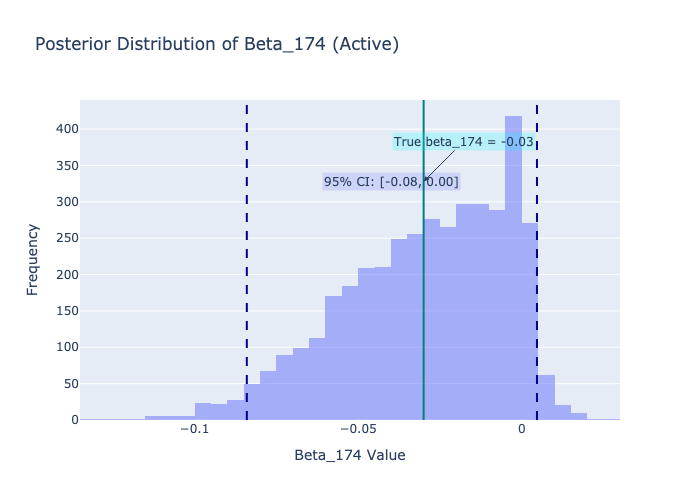 Posterior Distribution of Beta_174 (Active)
400
350
300
250
200
150
100
50
0
Frequency
True beta_174 = -0.03
95% CI: [-0.08, 0.00]
−0.1
−0.05
0
Beta_174 Value